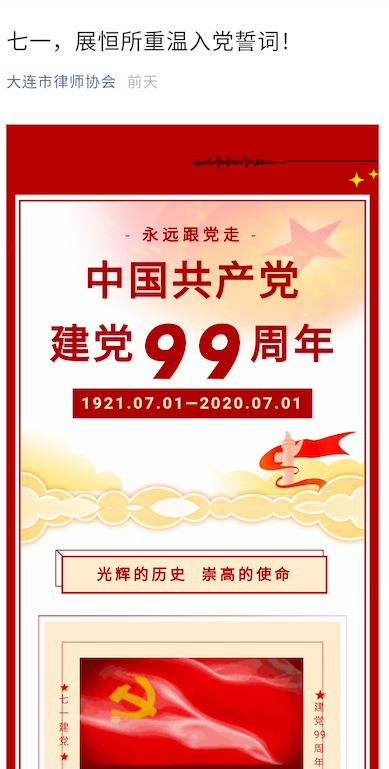 七一，展恒所重温入党誓词！
大连市律师协会 前天
- 永远跟党走 -
中国共产党
建党99周年
1921.07.01—2020.07.01
光辉的历史 崇高的使命
★七一建党★
★建党99周年